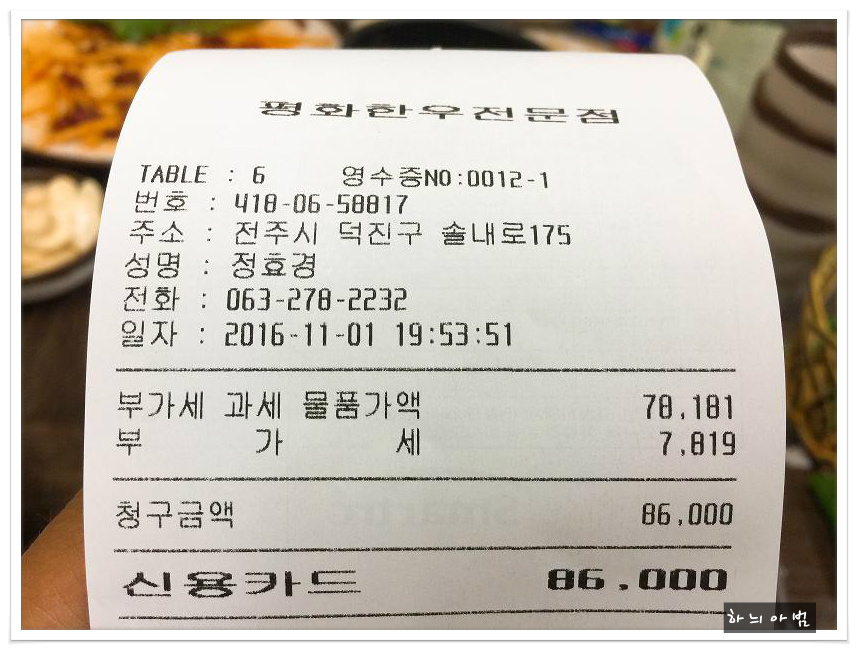 평화한우전문점
TABLE : 6 영수증NO:0012-1
번호 : 418-06-58817
주소 : 전주시 덕진구 솔내로175
성명 : 정효경
전화 : 063-278-2232
일자 : 2016-11-01 19:53:51
부가세 과세 물품가액 78,181
부 가 세 7,819
청구금액 86,000
신용카드 86,000
하늬아범